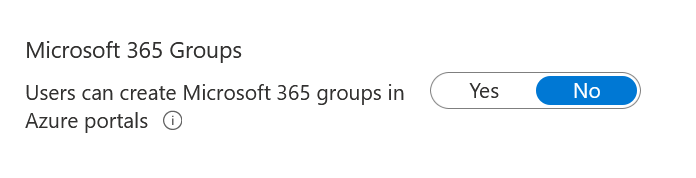 Microsoft 365 Groups
Users can create Microsoft 365 groups in
Azure portals
Yes No